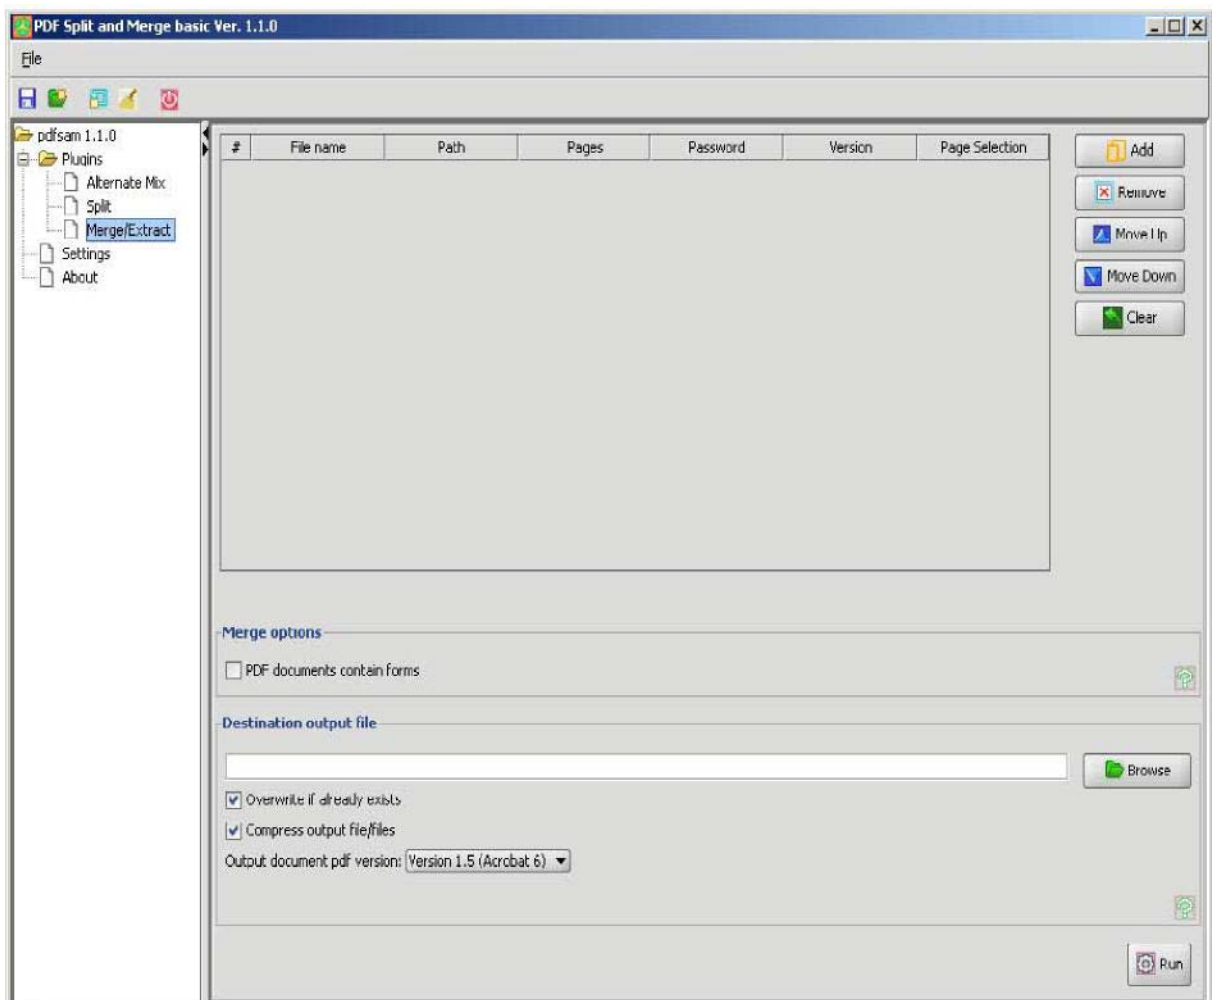 PDF Split and Merge basic Ver. 1.1.0
File
pdfsam 1.1.0
Plugins
Alternate Mix
Split
Merge/Extract
Settings
About
# File name Path Pages Password Version Page Selection
Add
Remove
Move Up
Move Down
Clear
Merge options
PDF documents contain forms
Destination output file
Browse
Overwrite if already exists
Compress output file/files
Output document pdf version: Version 1.5 (Acrobat 6)
Run